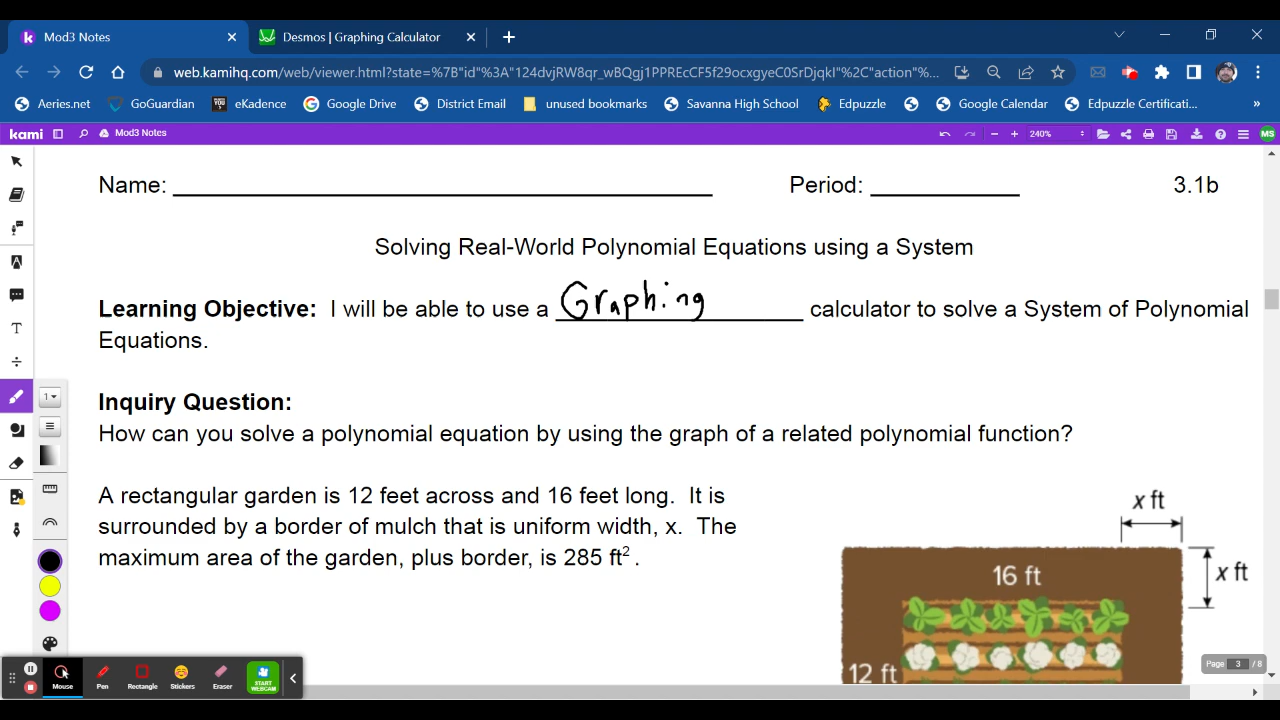 Mod3 Notes
Desmos | Graphing Calculator
web.kamihq.com/web/viewer.html?state=%7B"id"%3A"124dvjRW8qr_wBQgj1PPREcCF5f29ocxgyeC0SrDjqkI"%2C"action"%...
Aeries.net GoGuardian eKadence Google Drive District Email unused bookmarks Savanna High School Edpuzzle Google Calendar Edpuzzle Certificati... »
kami Mod3 Notes 240% MS
Name: Period: 3.1b
Solving Real-World Polynomial Equations using a System
Learning Objective: I will be able to use a Graphing calculator to solve a System of Polynomial
Equations.
Inquiry Question:
How can you solve a polynomial equation by using the graph of a related polynomial function?
A rectangular garden is 12 feet across and 16 feet long. It is
surrounded by a border of mulch that is uniform width, x. The
maximum area of the garden, plus border, is 285 ft².
x ft
x ft
16 ft
12 ft
1
Mouse Pen Rectangle Stickers Eraser START WEBCAM
Page 3 / 8